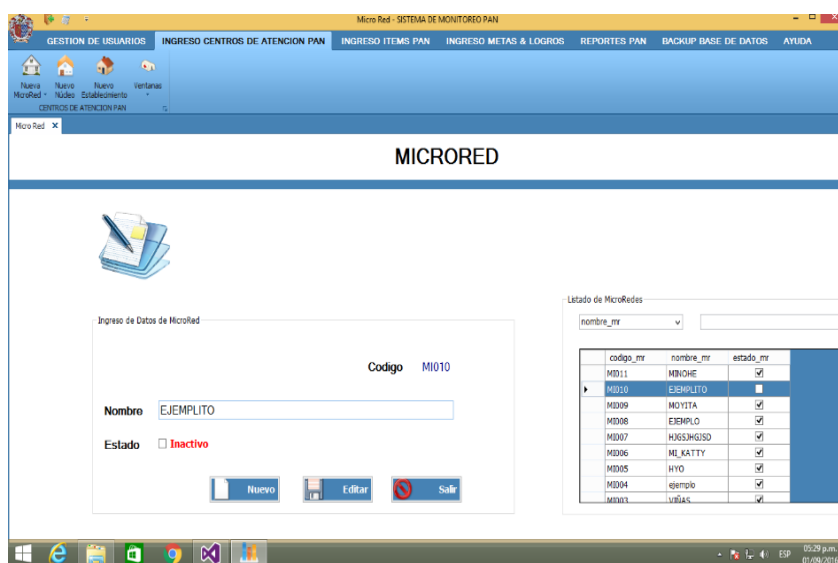 Micro Red - SISTEMA DE MONITOREO PAN
GESTION DE USUARIOS INGRESO CENTROS DE ATENCION PAN INGRESO ITEMS PAN INGRESO METAS & LOGROS REPORTES PAN BACKUP BASE DE DATOS AYUDA
Nueva MicroRed
Nuevo Núcleo
Nuevo Establecimiento
Ventanas
CENTROS DE ATENCION PAN
Micro Red
MICRORED
Ingreso de Datos de MicroRed
Codigo MI010
Nombre EJEMPLITO
Estado Inactivo
Nuevo Editar Salir
Listado de MicroRedes
nombre_mr
codigo_mr nombre_mr estado_mr
MI011 MINOHE
MI010 EJEMPLITO
MI009 MOYITA
MI008 EJEMPLO
MI007 HJGSJHGJSD
MI006 MI_KATTY
MI005 HYO
MI004 ejemplo
MI003 VIÑAS
ESP
05:29 p.m.
01/09/2016